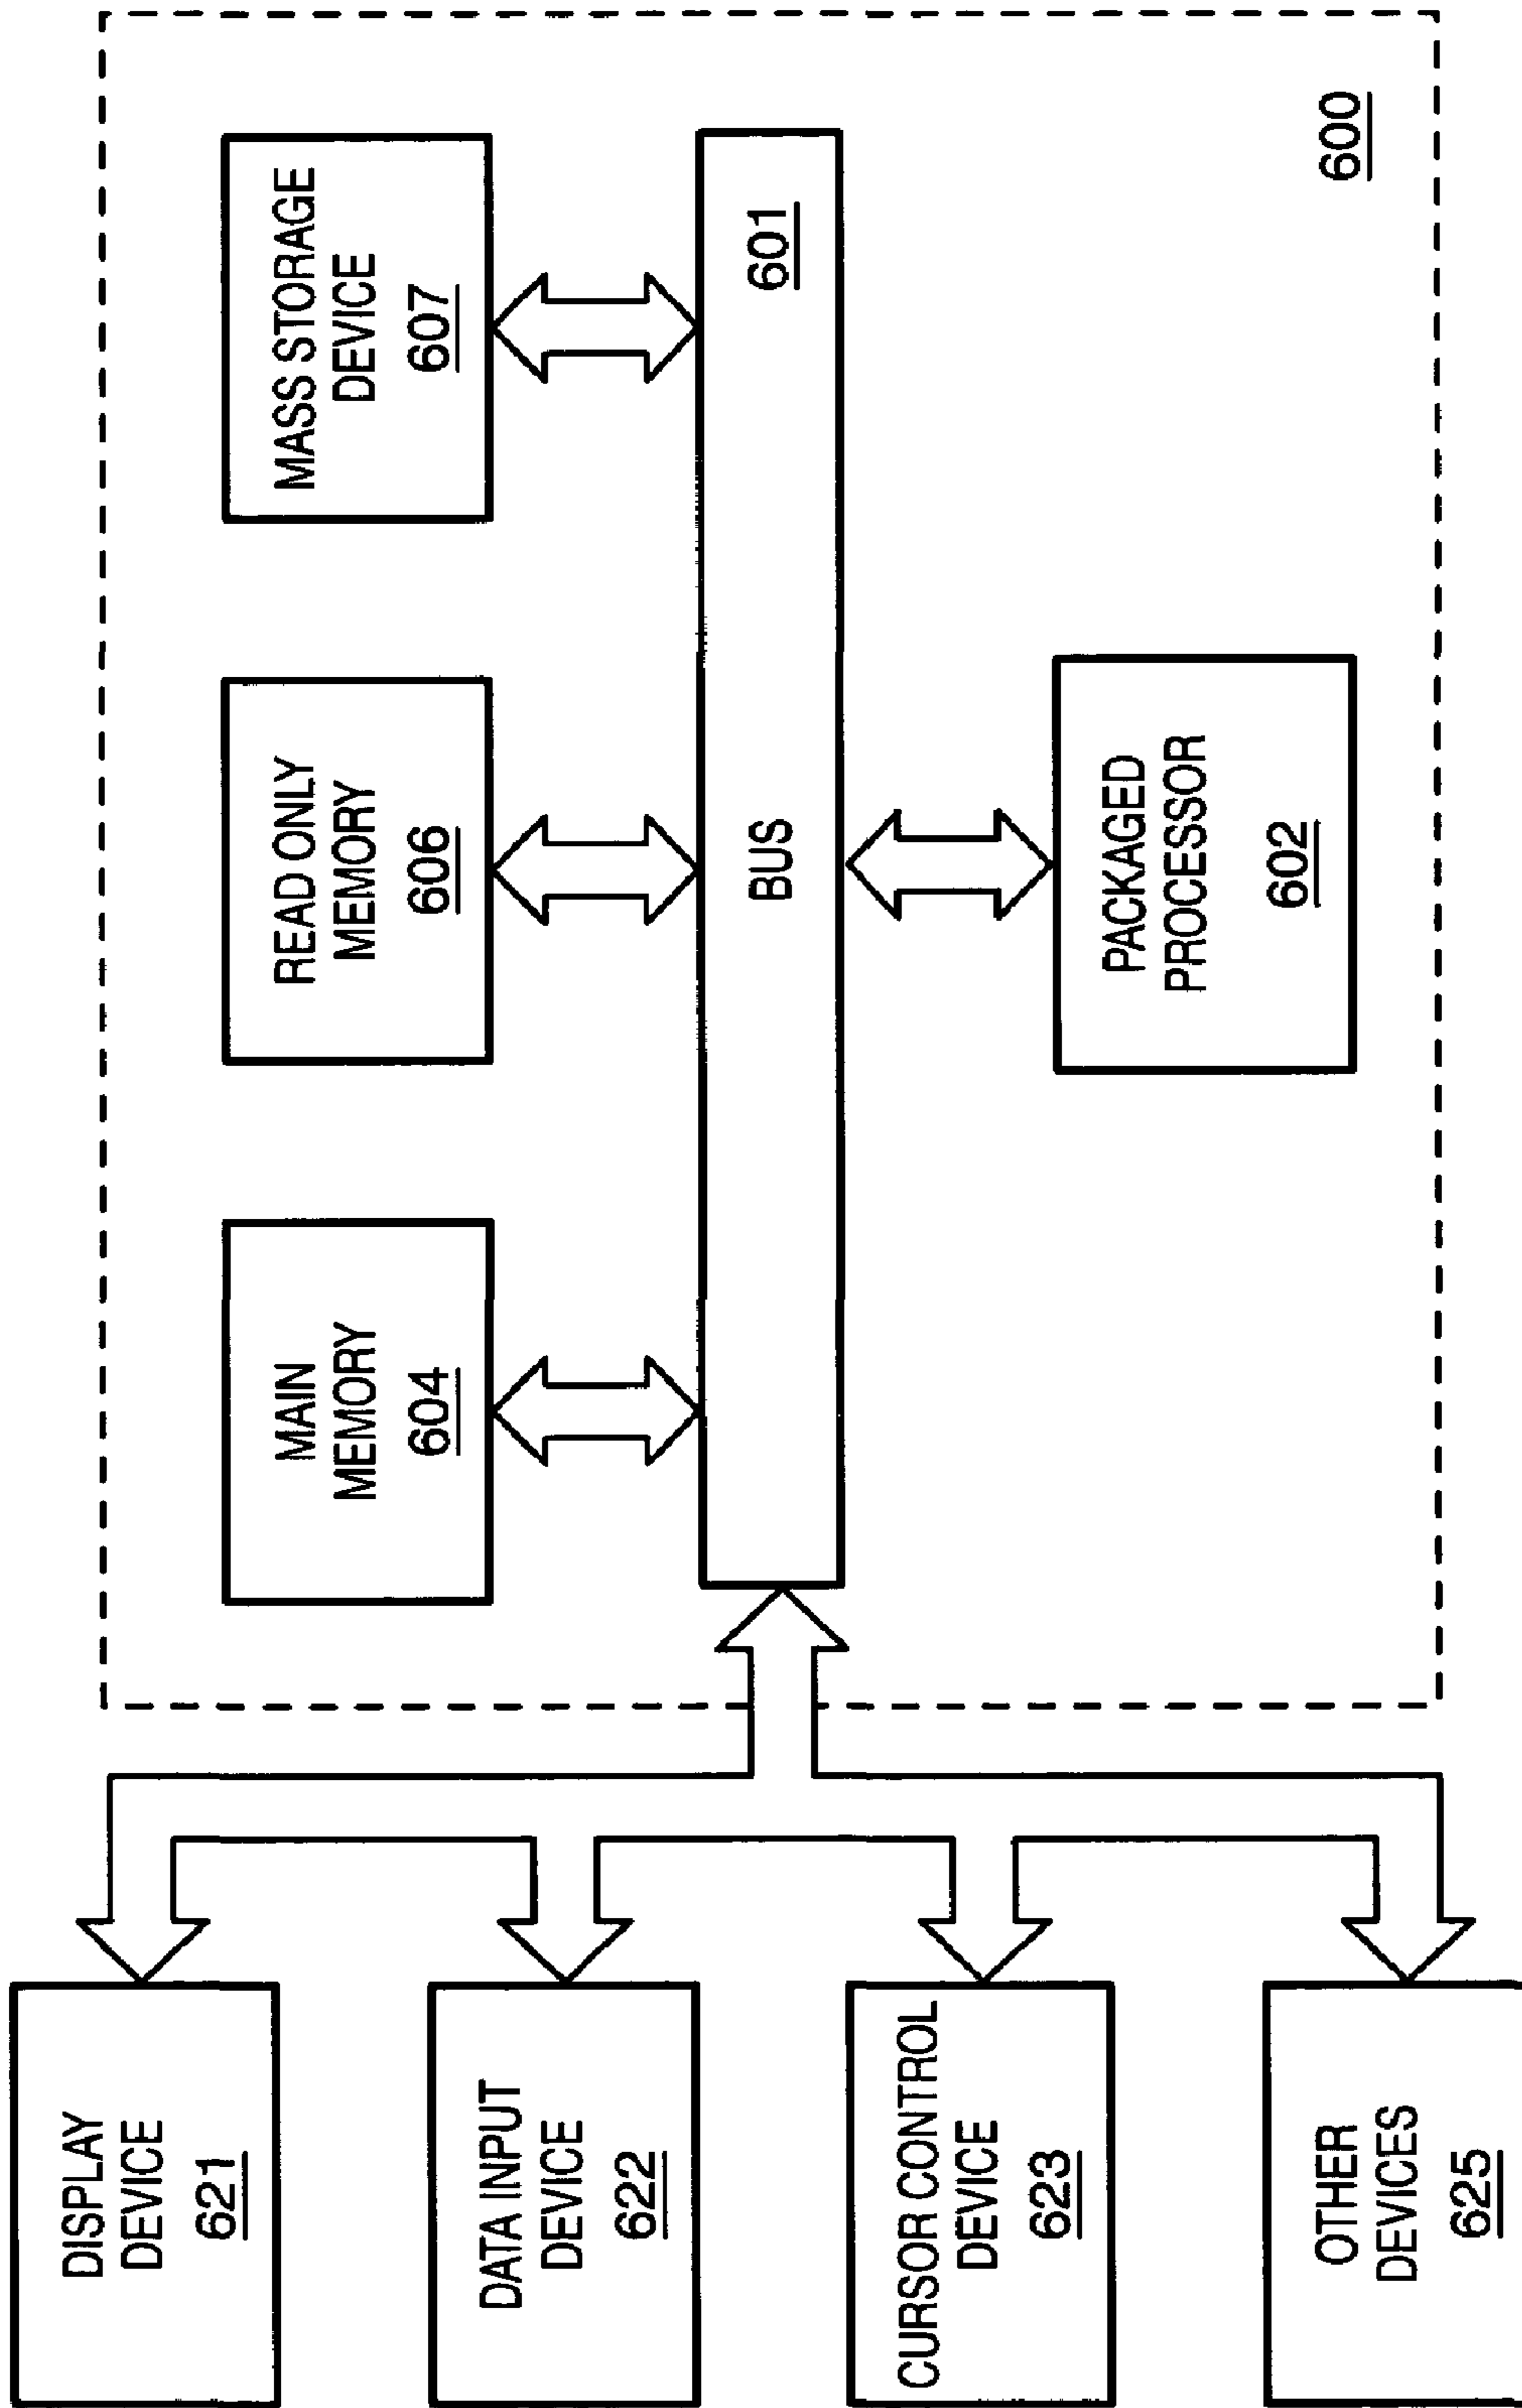 DISPLAY
DEVICE
621
DATA INPUT
DEVICE
622
CURSOR CONTROL
DEVICE
623
OTHER
DEVICES
625
MAIN
MEMORY
604
READ ONLY
MEMORY
606
MASS STORAGE
DEVICE
607
BUS
601
PACKAGED
PROCESSOR
602
600